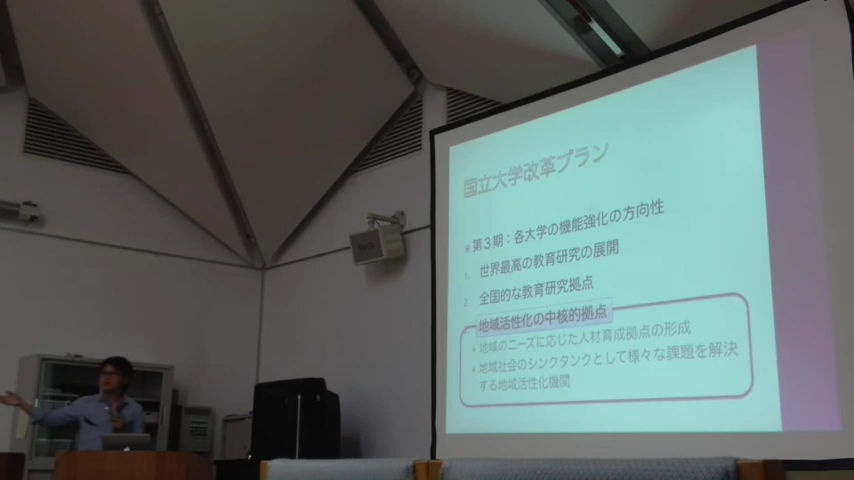 国立大学改革プラン
第３期：各大学の機能強化の方向性
1. 世界最高の教育研究の展開
2. 全国的な教育研究拠点
地域活性化の中核的拠点
地域のニーズに応じた人材育成拠点の形成
地域社会のシンクタンクとして様々な課題を解決
する地域活性化機関